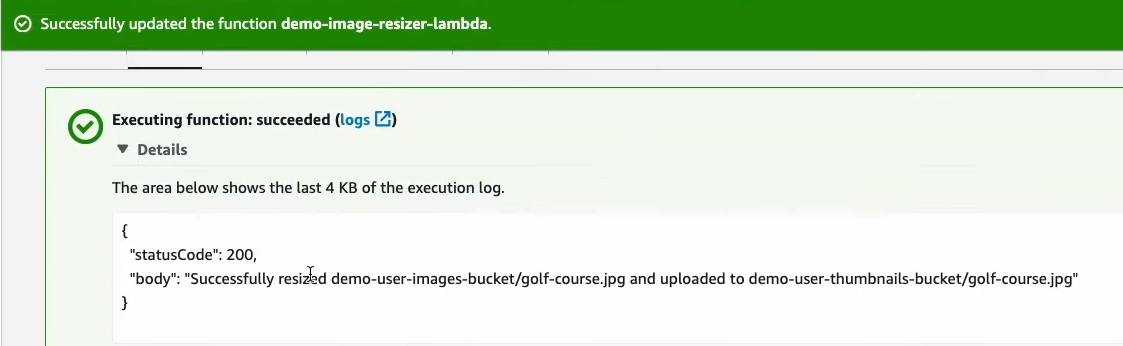 Successfully updated the function demo-image-resizer-lambda.
Executing function: succeeded (logs)
Details
The area below shows the last 4 KB of the execution log.
{
"statusCode": 200,
"body": "Successfully resized demo-user-images-bucket/golf-course.jpg and uploaded to demo-user-thumbnails-bucket/golf-course.jpg"
}